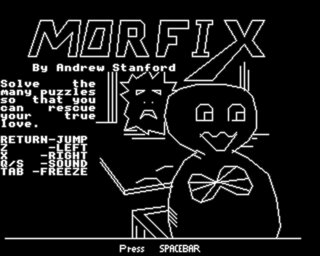 MORFIX
By Andrew Stanford
Solve the
many puzzles
so that you
can rescue
your true
love.
RETURN-JUMP
Z -LEFT
X -RIGHT
Q/S -SOUND
TAB -FREEZE
Press SPACEBAR